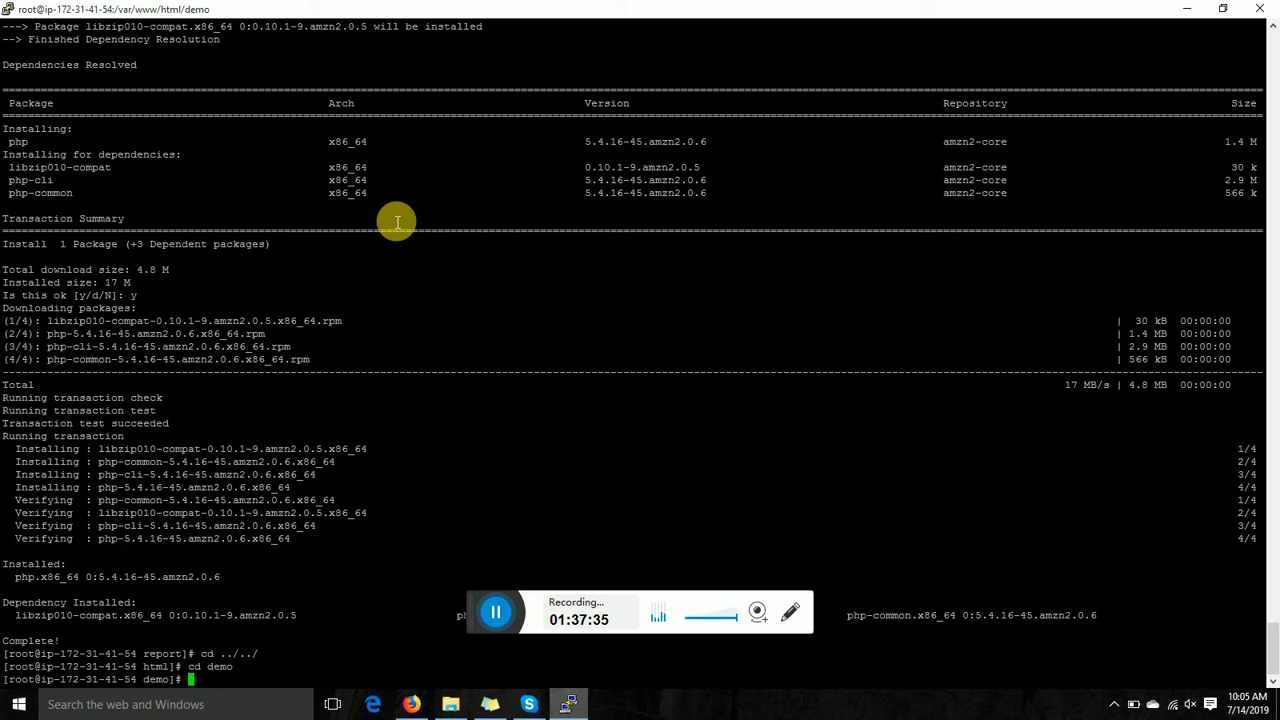 root@ip-172-31-41-54:/var/www/html/demo
---> Package libzip010-compat.x86_64 0:0.10.1-9.amzn2.0.5 will be installed
--> Finished Dependency Resolution
Dependencies Resolved
Package Arch Version Repository Size
Installing:
php x86_64 5.4.16-45.amzn2.0.6 amzn2-core 1.4 M
Installing for dependencies:
libzip010-compat x86_64 0.10.1-9.amzn2.0.5 amzn2-core 30 k
php-cli x86_64 5.4.16-45.amzn2.0.6 amzn2-core 2.9 M
php-common x86_64 5.4.16-45.amzn2.0.6 amzn2-core 566 k
Transaction Summary
Install  1 Package (+3 Dependent packages)
Total download size: 4.8 M
Installed size: 17 M
Is this ok [y/d/N]: y
Downloading packages:
(1/4): libzip010-compat-0.10.1-9.amzn2.0.5.x86_64.rpm | 30 kB 00:00:00
(2/4): php-5.4.16-45.amzn2.0.6.x86_64.rpm | 1.4 MB 00:00:00
(3/4): php-cli-5.4.16-45.amzn2.0.6.x86_64.rpm | 2.9 MB 00:00:00
(4/4): php-common-5.4.16-45.amzn2.0.6.x86_64.rpm | 566 kB 00:00:00
Total 17 MB/s | 4.8 MB 00:00:00
Running transaction check
Running transaction test
Transaction test succeeded
Running transaction
Installing : libzip010-compat-0.10.1-9.amzn2.0.5.x86_64 1/4
Installing : php-common-5.4.16-45.amzn2.0.6.x86_64 2/4
Installing : php-cli-5.4.16-45.amzn2.0.6.x86_64 3/4
Installing : php-5.4.16-45.amzn2.0.6.x86_64 4/4
Verifying  : php-common-5.4.16-45.amzn2.0.6.x86_64 1/4
Verifying  : libzip010-compat-0.10.1-9.amzn2.0.5.x86_64 2/4
Verifying  : php-cli-5.4.16-45.amzn2.0.6.x86_64 3/4
Verifying  : php-5.4.16-45.amzn2.0.6.x86_64 4/4
Installed:
php.x86_64 0:5.4.16-45.amzn2.0.6
Dependency Installed:
libzip010-compat.x86_64 0:0.10.1-9.amzn2.0.5 php-common.x86_64 0:5.4.16-45.amzn2.0.6
Recording...
01:37:35
Complete!
[root@ip-172-31-41-54 report]# cd ../../
[root@ip-172-31-41-54 html]# cd demo
[root@ip-172-31-41-54 demo]#
Search the web and Windows
10:05 AM
7/14/2019